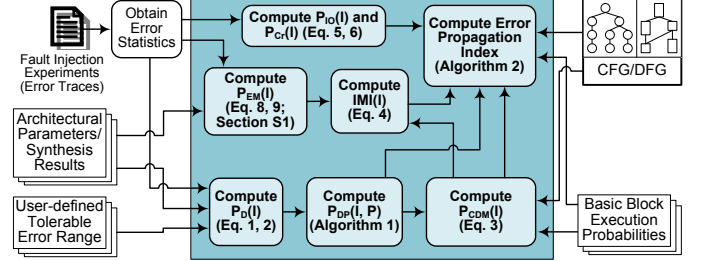 Obtain
Error
Statistics
Fault Injection
Experiments
(Error Traces)
Compute P_IO(I) and
P_Cr(I) (Eq. 5, 6)
Compute Error
Propagation
Index
(Algorithm 2)
CFG/DFG
Compute
P_EM(I)
(Eq. 8, 9;
Section S1)
Compute
IMI(I)
(Eq. 4)
Architectural
Parameters/
Synthesis
Results
User-defined
Tolerable
Error Range
Compute
P_D(I)
(Eq. 1, 2)
Compute
P_DP(I, P)
(Algorithm 1)
Compute
P_CDM(I)
(Eq. 3)
Basic Block
Execution
Probabilities